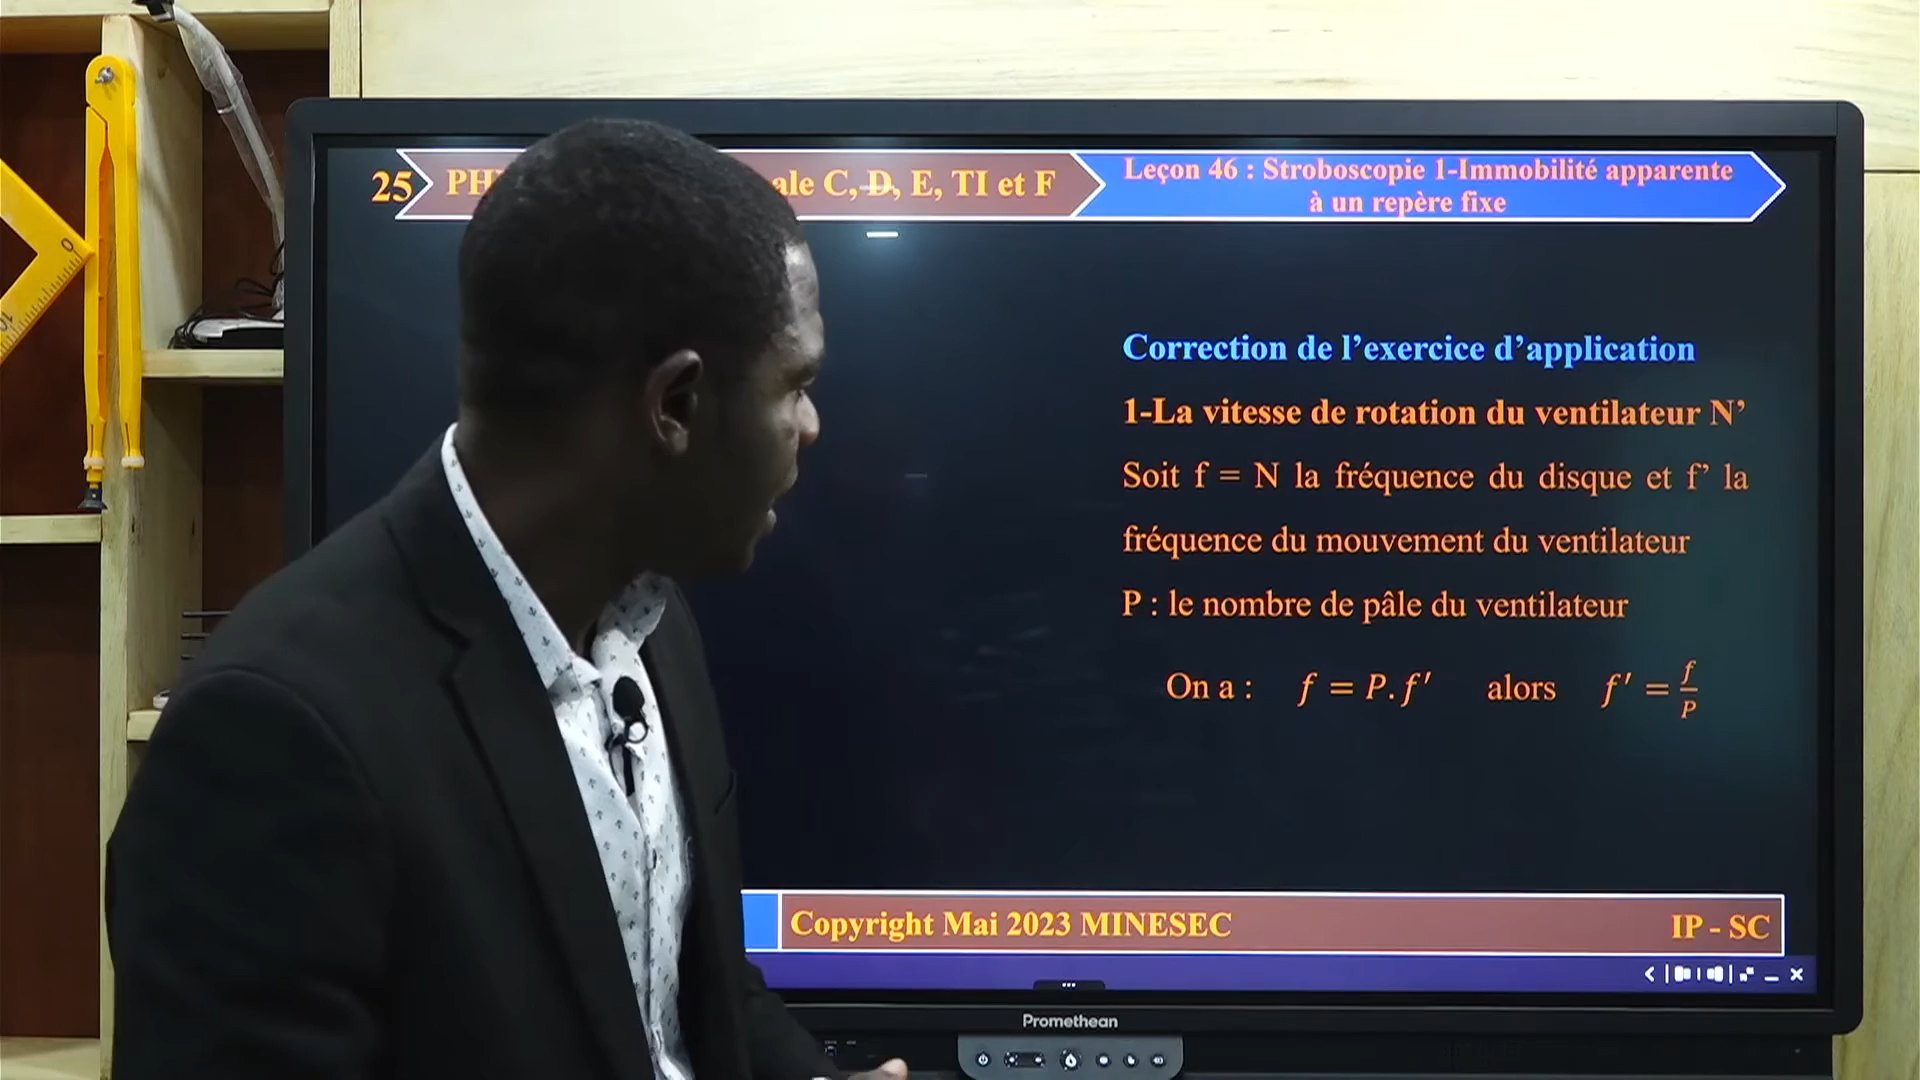 25
ale C, D, E, TI et F
Leçon 46 : Stroboscopie 1-Immobilité apparente
à un repère fixe
Correction de l’exercice d’application
1-La vitesse de rotation du ventilateur N’
Soit f = N la fréquence du disque et f’ la
fréquence du mouvement du ventilateur
P : le nombre de pâle du ventilateur
On a : f = P. f′ alors f′ = f/P
Copyright Mai 2023 MINESEC
IP - SC
Promethean